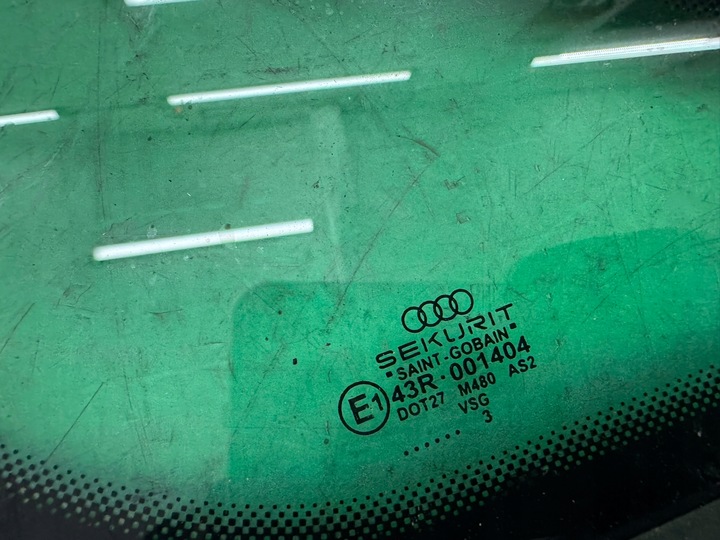 SEKURIT
SAINT-GOBAIN
E1 43R-001404
DOT27 M480 AS2
VSG
3